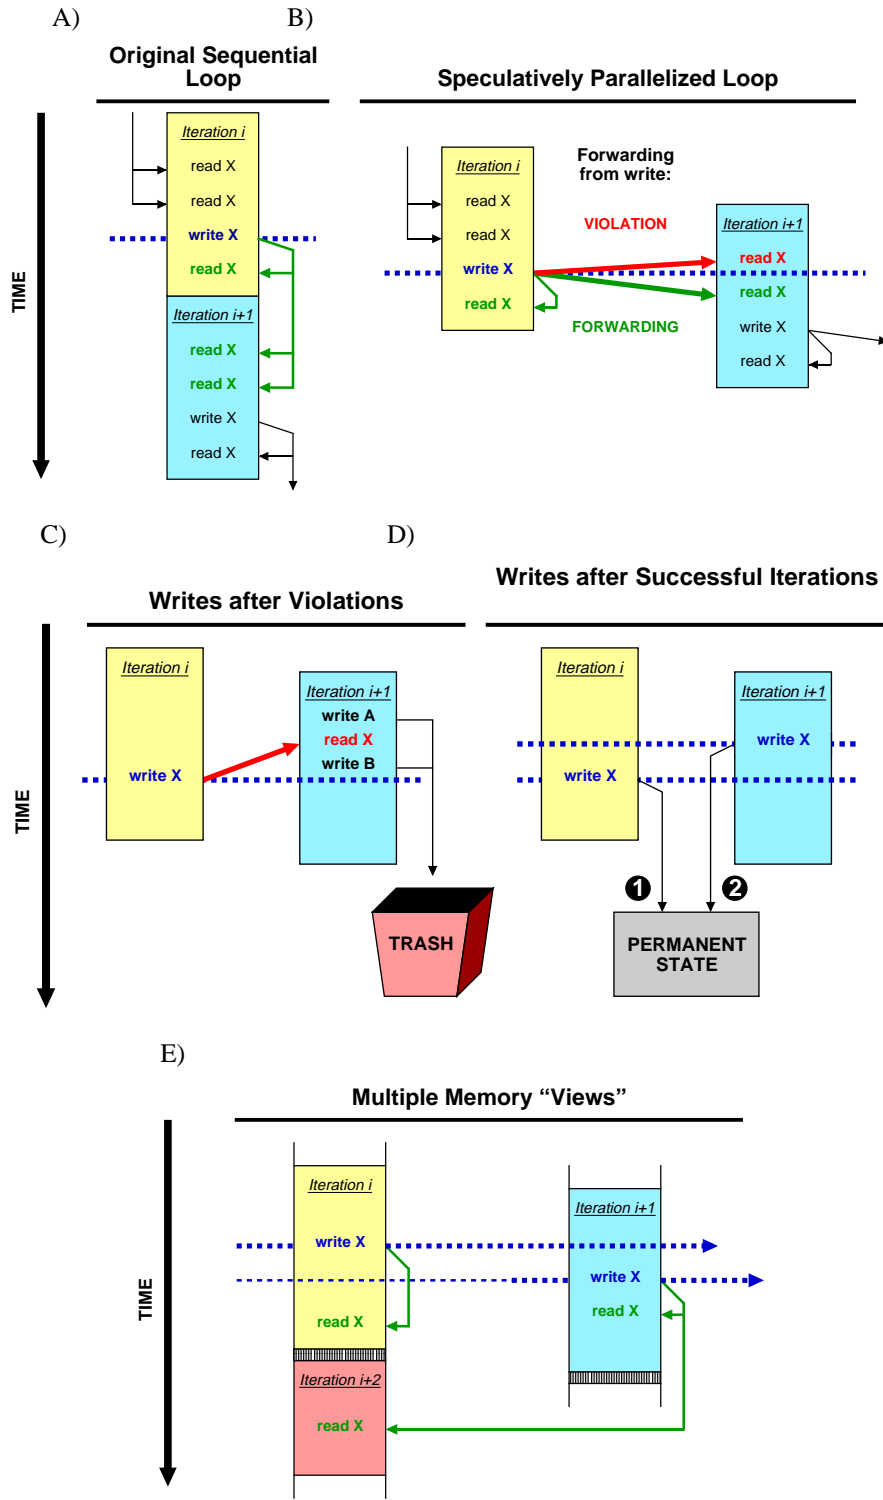 A)
B)
Original Sequential
Loop
Speculatively Parallelized Loop
TIME
Iteration i
read X
read X
write X
read X
Iteration i+1
read X
read X
write X
read X
Iteration i
read X
read X
write X
read X
Forwarding
from write:
VIOLATION
FORWARDING
Iteration i+1
read X
read X
write X
read X
C)
D)
Writes after Violations
Writes after Successful Iterations
TIME
Iteration i
write X
Iteration i+1
write A
read X
write B
TRASH
Iteration i
write X
Iteration i+1
write X
1
2
PERMANENT
STATE
E)
Multiple Memory “Views”
TIME
Iteration i
write X
read X
Iteration i+2
read X
Iteration i+1
write X
read X